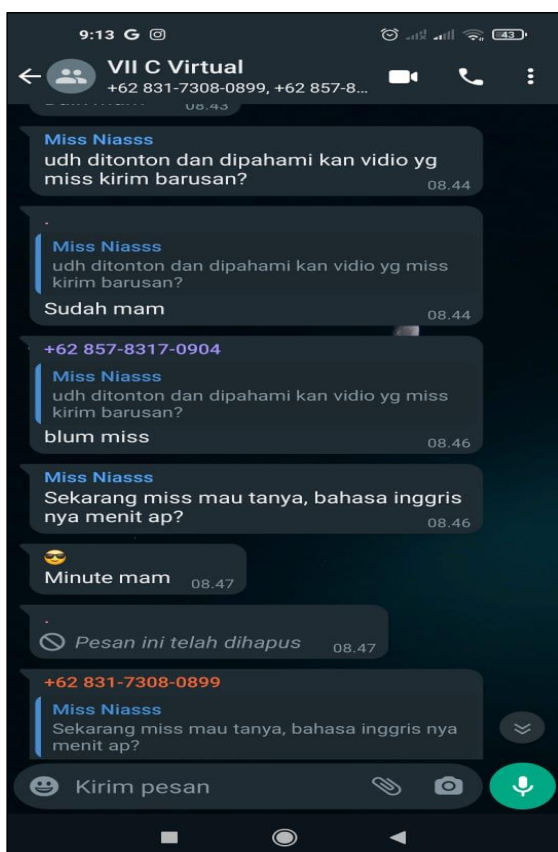 9:13 G
43
VII C Virtual
+62 831-7308-0899, +62 857-8...
08.43
Miss Niasss
udh ditonton dan dipahami kan vidio yg
miss kirim barusan?
08.44
.
Miss Niasss
udh ditonton dan dipahami kan vidio yg miss
kirim barusan?
Sudah mam
08.44
+62 857-8317-0904
Miss Niasss
udh ditonton dan dipahami kan vidio yg miss
kirim barusan?
blum miss
08.46
Miss Niasss
Sekarang miss mau tanya, bahasa inggris
nya menit ap?
08.46
😎
Minute mam 08.47
.
Pesan ini telah dihapus 08.47
+62 831-7308-0899
Miss Niasss
Sekarang miss mau tanya, bahasa inggris nya
menit ap?
Kirim pesan